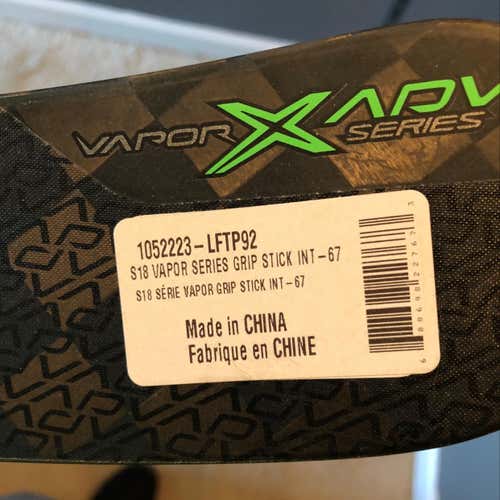 VAPOR X ADV
SERIES
1052223-LFTP92
S18 VAPOR SERIES GRIP STICK INT-67
S18 SÉRIE VAPOR GRIP STICK INT-67
Made in CHINA
Fabrique en CHINE